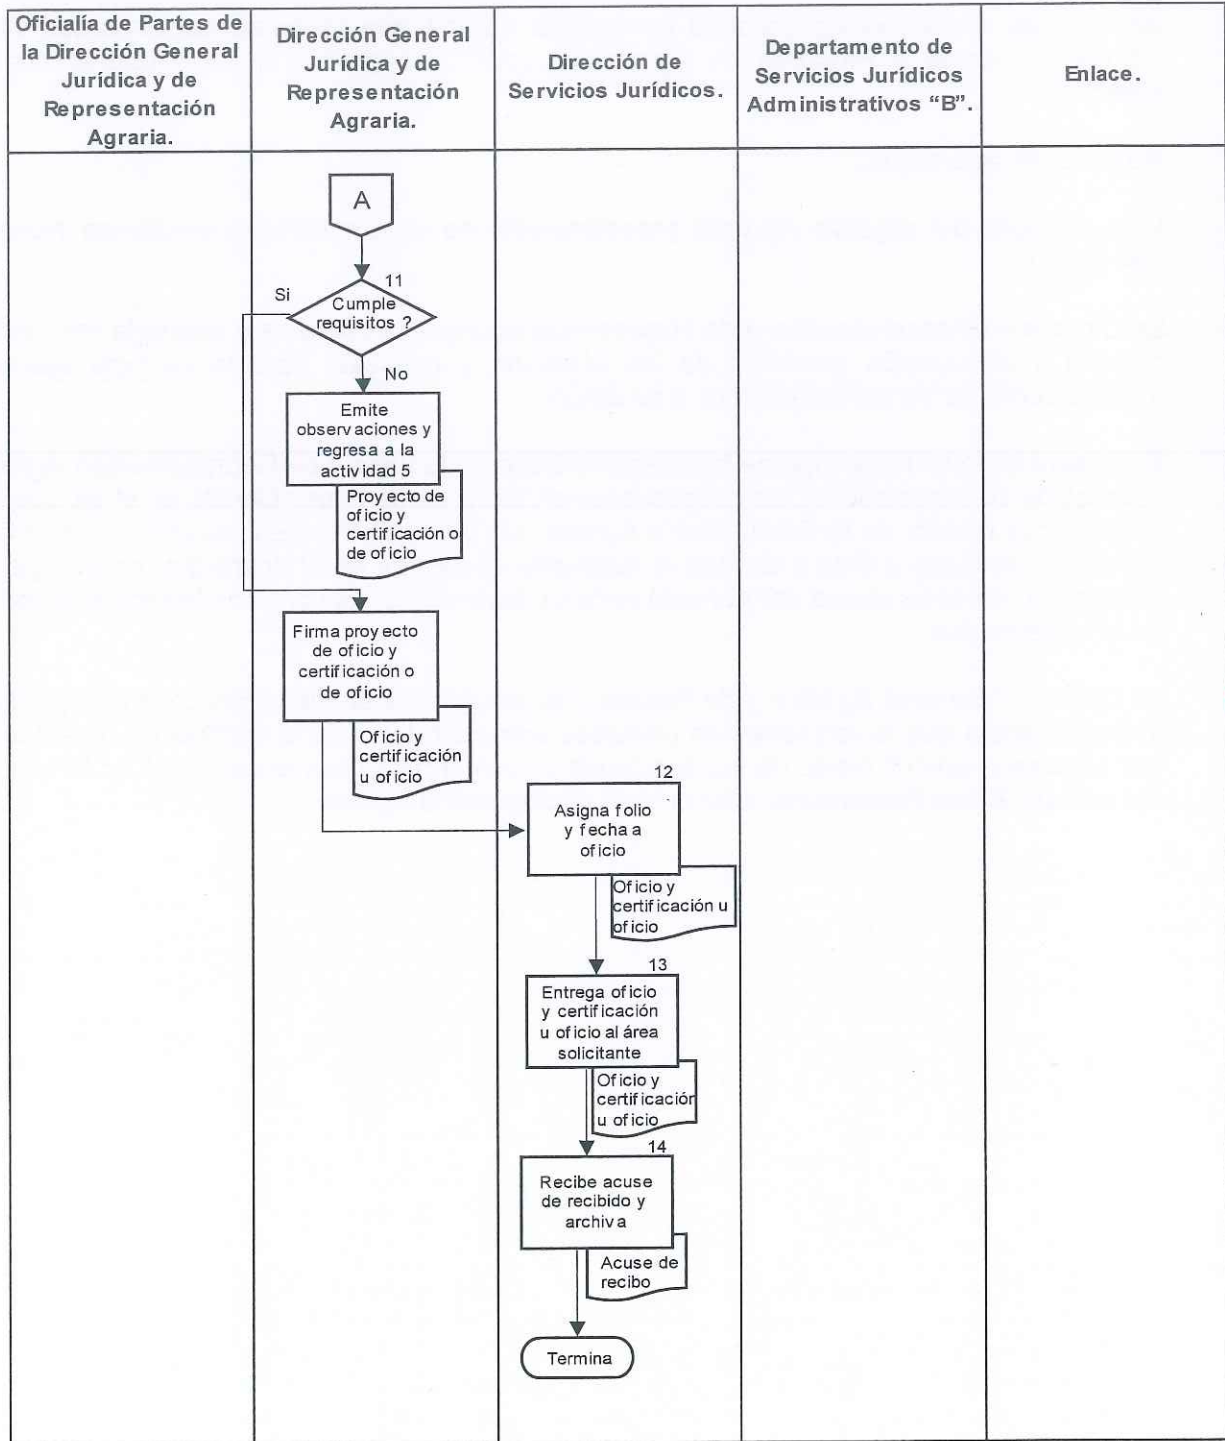 Oficialía de Partes de
la Dirección General
Jurídica y de
Representación
Agraria.
Dirección General
Jurídica y de
Representación
Agraria.
Dirección de
Servicios Jurídicos.
Departamento de
Servicios Jurídicos
Administrativos “B”.
Enlace.
A
11
Si
Cumple
requisitos ?
No
Emite
observaciones y
regresa a la
actividad 5
Proyecto de
oficio y
certificación o
de oficio
Firma proyecto
de oficio y
certificación o
de oficio
Oficio y
certificación
u oficio
12
Asigna folio
y fecha a
oficio
Oficio y
certificación u
oficio
13
Entrega oficio
y certificación
u oficio al área
solicitante
Oficio y
certificación
u oficio
14
Recibe acuse
de recibido y
archiva
Acuse de
recibo
Termina